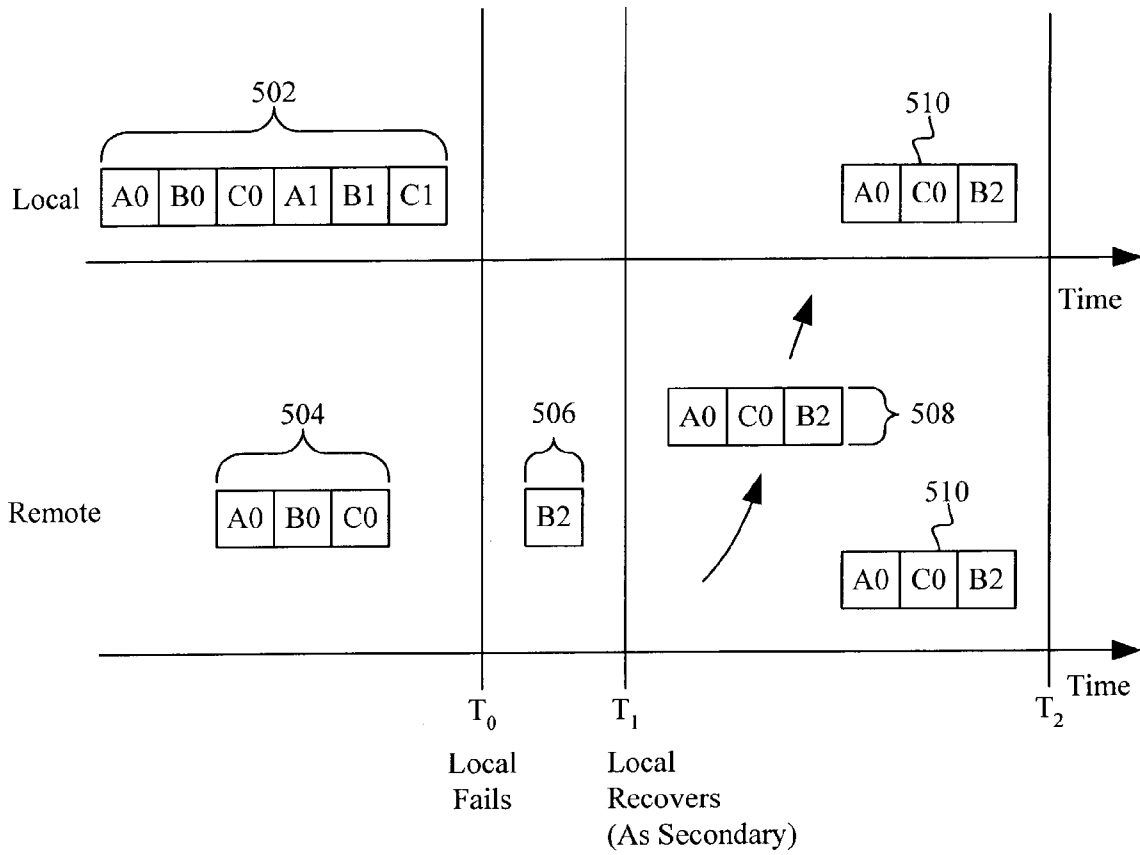 502
510
Local A0 B0 C0 A1 B1 C1 A0 C0 B2
Time
504 506 A0 C0 B2 508
Remote A0 B0 C0 B2 510
A0 C0 B2
Time
T0 T1 T2
Local Fails
Local Recovers (As Secondary)